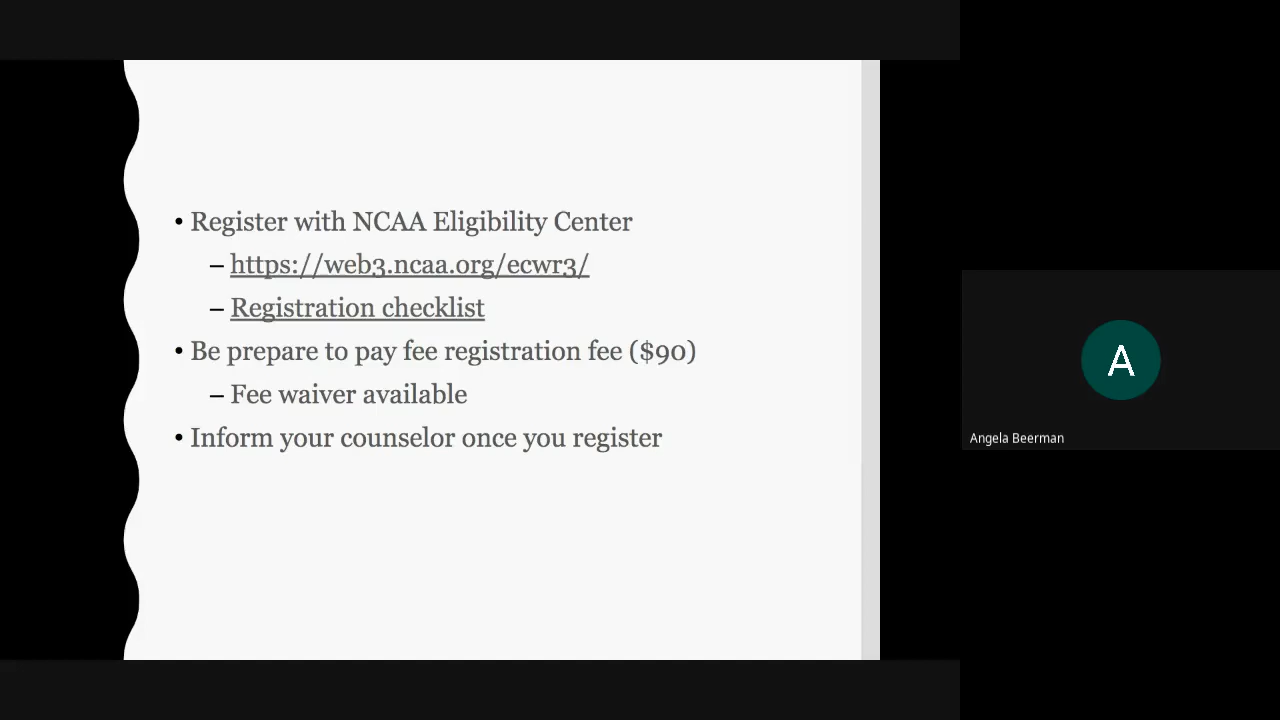 • Register with NCAA Eligibility Center
– https://web3.ncaa.org/ecwr3/
– Registration checklist
• Be prepare to pay fee registration fee ($90)
– Fee waiver available
• Inform your counselor once you register
A
Angela Beerman